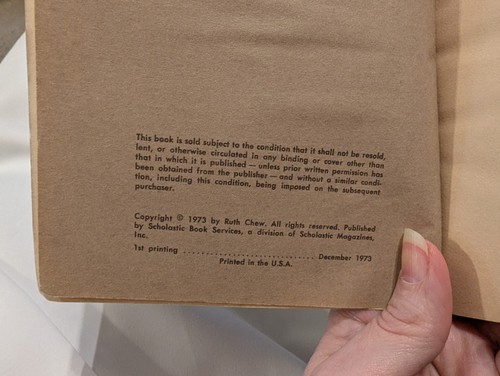 This book is sold subject to the condition that it shall not be resold,
lent, or otherwise circulated in any binding or cover other than
that in which it is published — unless prior written permission has
been obtained from the publisher — and without a similar condi-
tion, including this condition, being imposed on the subsequent
purchaser.
Copyright © 1973 by Ruth Chew. All rights reserved. Published
by Scholastic Book Services, a division of Scholastic Magazines,
Inc.
1st printing .............................. December 1973
Printed in the U.S.A.